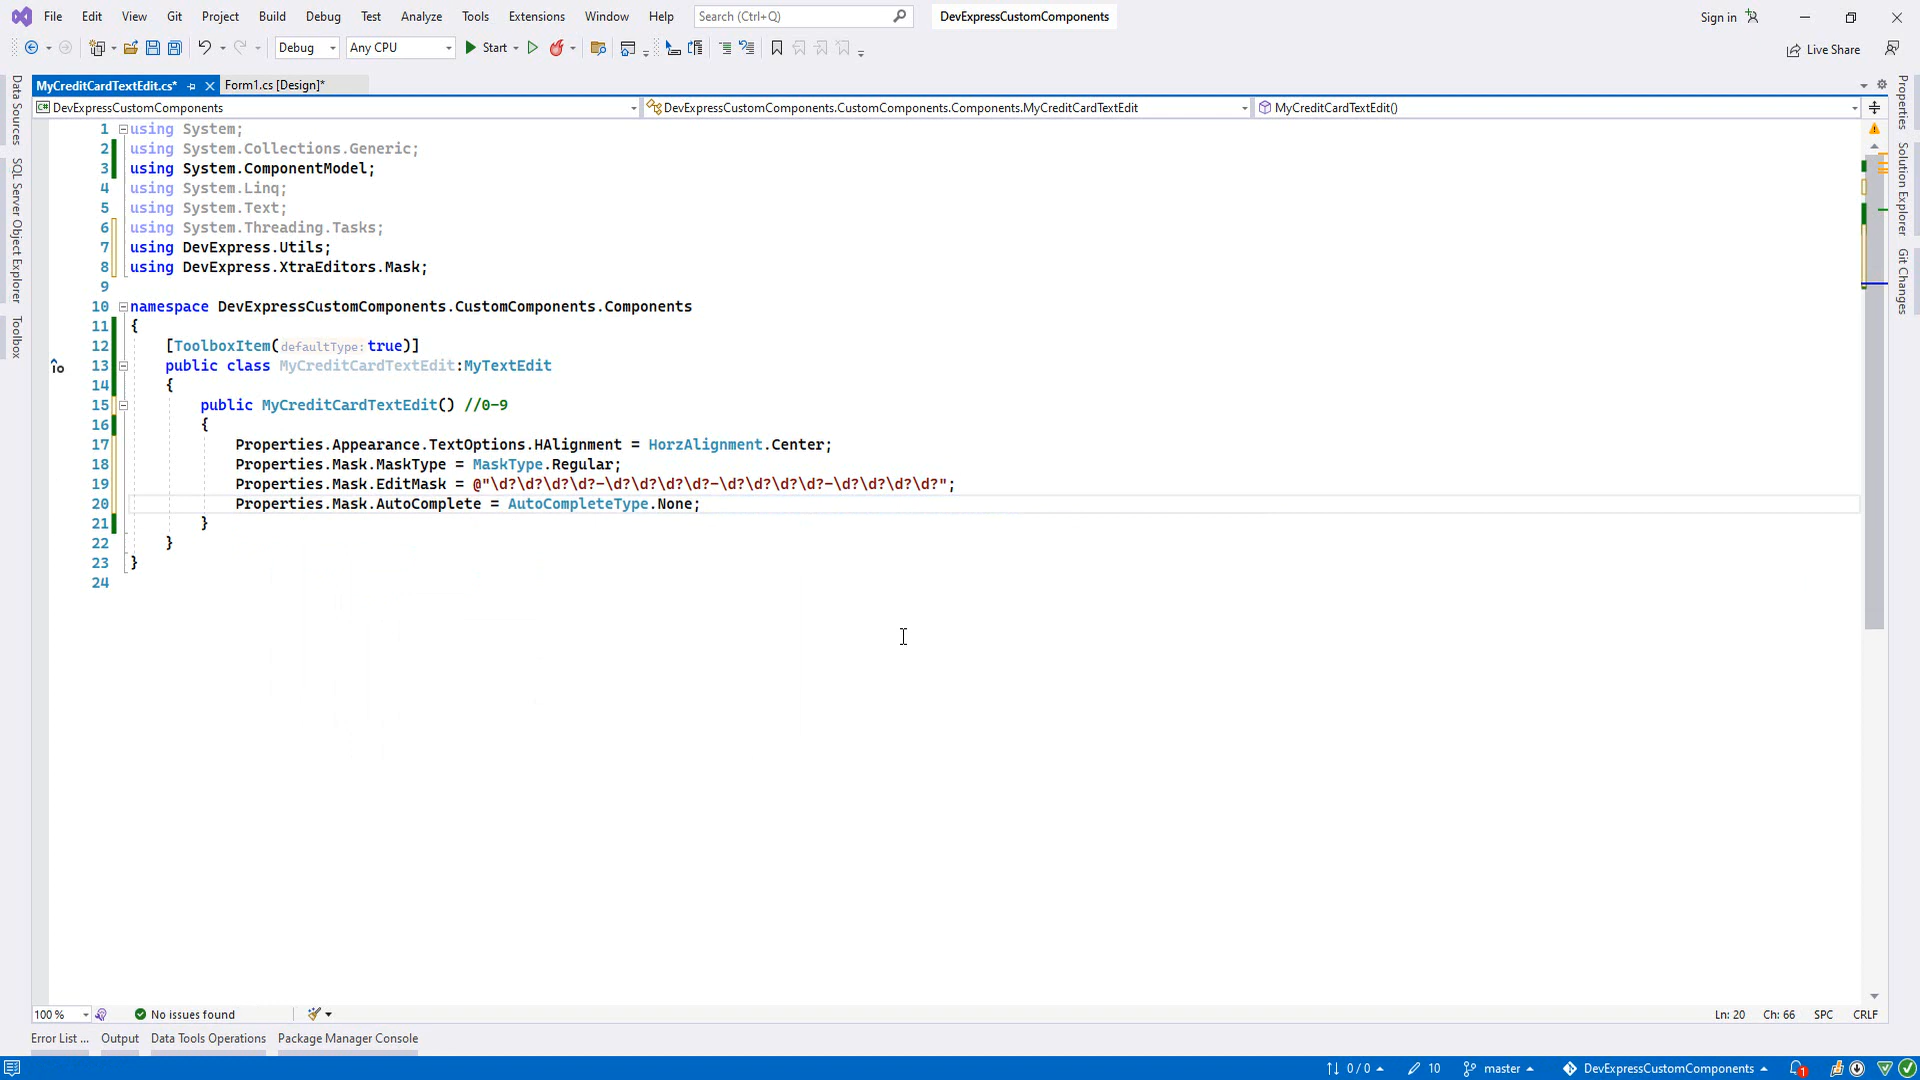 File Edit View Git Project Build Debug Test Analyze Tools Extensions Window Help Search (Ctrl+Q) DevExpressCustomComponents Sign in
Debug Any CPU Start Live Share
MyCreditCardTextEdit.cs* Form1.cs [Design]*
DevExpressCustomComponents DevExpressCustomComponents.CustomComponents.Components.MyCreditCardTextEdit MyCreditCardTextEdit()
Data Sources
SQL Server Object Explorer
Toolbox
1 using System;
2 using System.Collections.Generic;
3 using System.ComponentModel;
4 using System.Linq;
5 using System.Text;
6 using System.Threading.Tasks;
7 using DevExpress.Utils;
8 using DevExpress.XtraEditors.Mask;
9
10 namespace DevExpressCustomComponents.CustomComponents.Components
11 {
12 [ToolboxItem(defaultType: true)]
13 public class MyCreditCardTextEdit:MyTextEdit
14 {
15 public MyCreditCardTextEdit() //0-9
16 {
17 Properties.Appearance.TextOptions.HAlignment = HorzAlignment.Center;
18 Properties.Mask.MaskType = MaskType.Regular;
19 Properties.Mask.EditMask = @"\d?\d?\d?\d?-\d?\d?\d?\d?-\d?\d?\d?\d?-\d?\d?\d?\d?";
20 Properties.Mask.AutoComplete = AutoCompleteType.None;
21 }
22 }
23 }
24
Properties
Solution Explorer
Git Changes
100 % No issues found Ln: 20 Ch: 66 SPC CRLF
Error List ... Output Data Tools Operations Package Manager Console
0 / 0 10 master DevExpressCustomComponents 1